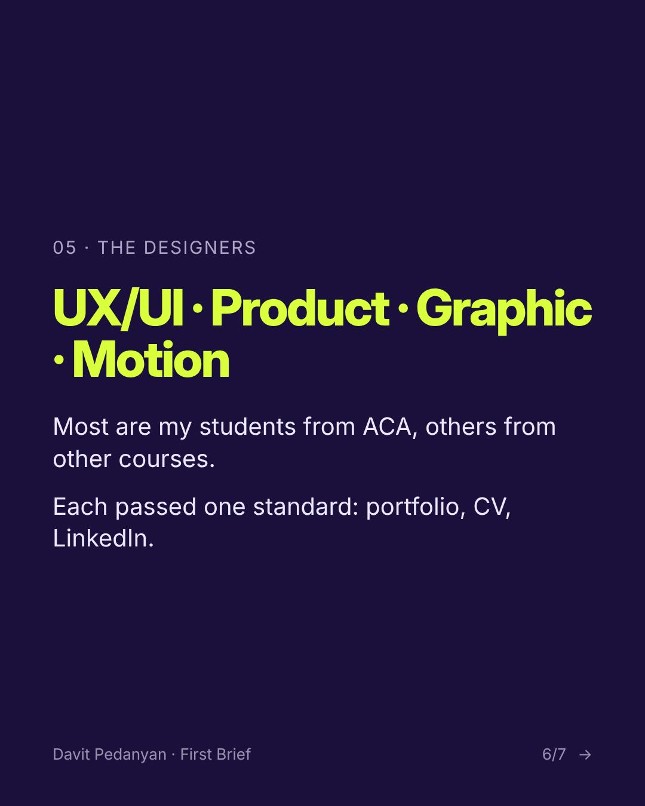 05 · THE DESIGNERS
UX/UI · Product · Graphic
· Motion
Most are my students from ACA, others from
other courses.
Each passed one standard: portfolio, CV,
LinkedIn.
Davit Pedanyan · First Brief
6/7 →